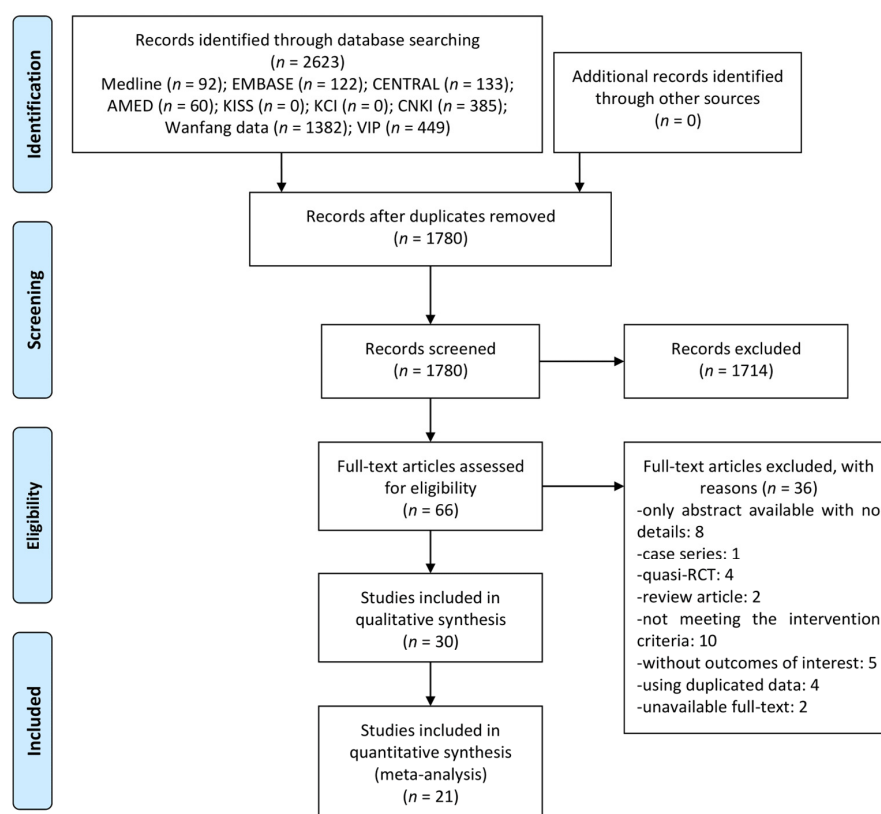 Identification
Records identified through database searching
(n = 2623)
Medline (n = 92); EMBASE (n = 122); CENTRAL (n = 133);
AMED (n = 60); KISS (n = 0); KCI (n = 0); CNKI (n = 385);
Wanfang data (n = 1382); VIP (n = 449)
Additional records identified
through other sources
(n = 0)
Records after duplicates removed
(n = 1780)
Screening
Records screened
(n = 1780)
Records excluded
(n = 1714)
Eligibility
Full-text articles assessed
for eligibility
(n = 66)
Full-text articles excluded, with
reasons (n = 36)
-only abstract available with no
details: 8
-case series: 1
-quasi-RCT: 4
-review article: 2
-not meeting the intervention
criteria: 10
-without outcomes of interest: 5
-using duplicated data: 4
-unavailable full-text: 2
Studies included in
qualitative synthesis
(n = 30)
Included
Studies included in
quantitative synthesis
(meta-analysis)
(n = 21)